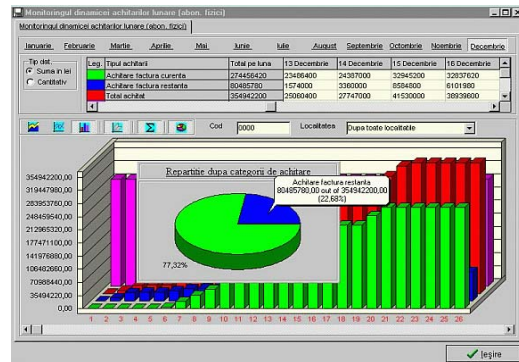 Monitoringul dinamicei achitarilor lunare (abon. fizici)
Monitoringul dinamicei achitarilor lunare (abon. fizici)
Ianuarie Februarie Martie Aprilie Mai Iunie Iulie August Septembrie Octombrie Noembrie Decembrie
Tip dat.
Suma in lei
Cantitativ
Leg. Tipul achitarii Total pe luna 13 Decembrie 14 Decembrie 15 Decembrie 16 Decembrie
Achitare factura curenta 274456420 23486400 24387000 32945200 32837620
Achitare factura restanta 80485780 1574000 3360000 8584800 6101980
Total achitat 354942200 25060400 27747000 41530000 38939600
Cod 0000 Localitatea Dupa toate localitatile
Repartitie dupa categorii de achitare
Achitare factura restanta
80485780,00 out of 354942200,00
(22,68%)
77,32%
354942200,00
319447980,00
283953760,00
248459540,00
212965320,00
177471100,00
141976880,00
106482660,00
70988440,00
35494220,00
0,00
1 2 3 4 5 6 7 8 9 10 11 12 13 14 15 16 17 18 19 20 21 22 23 24 25 26
Ieşire